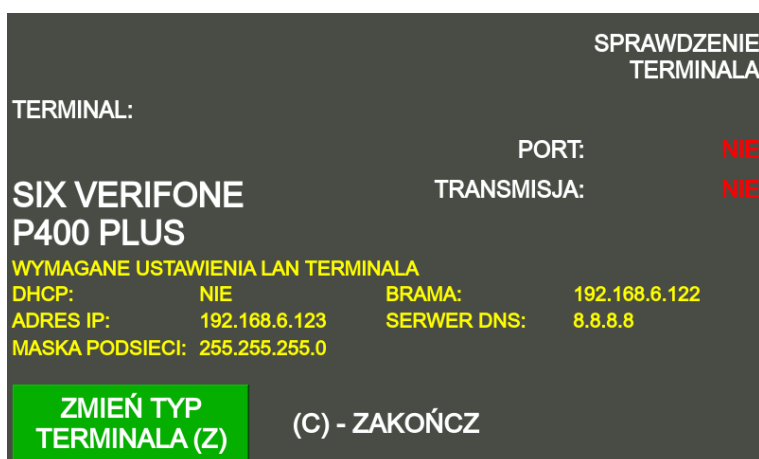 SPRAWDZENIE
TERMINALA
TERMINAL:
PORT: NIE
TRANSMISJA: NIE
SIX VERIFONE
P400 PLUS
WYMAGANE USTAWIENIA LAN TERMINALA
DHCP: NIE BRAMA: 192.168.6.122
ADRES IP: 192.168.6.123 SERWER DNS: 8.8.8.8
MASKA PODSIECI: 255.255.255.0
ZMIEŃ TYP
TERMINALA (Z)
(C) - ZAKOŃCZ